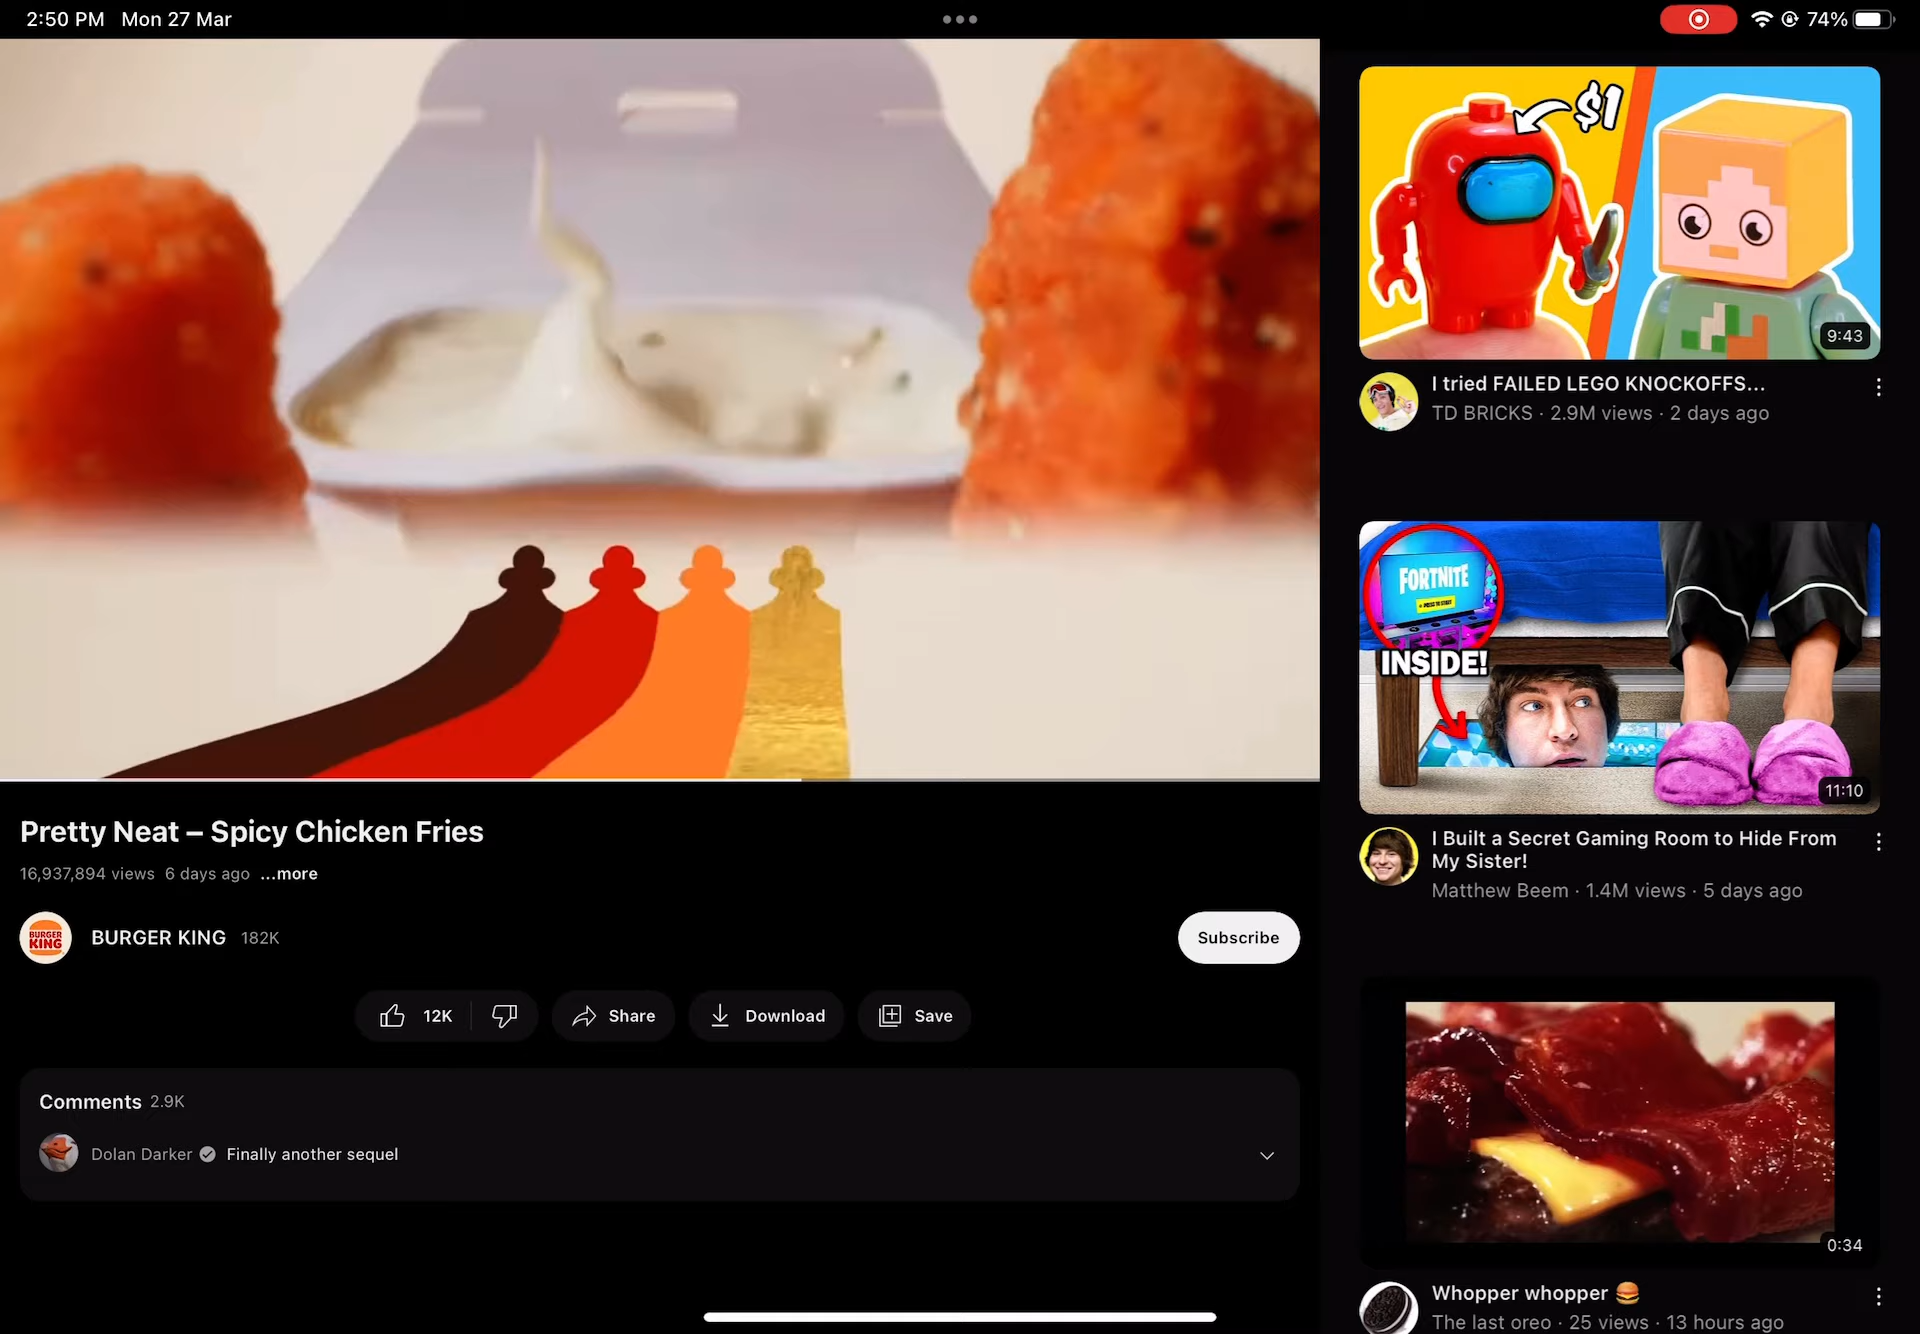 2:50 PM Mon 27 Mar
74%
$1
9:43
I tried FAILED LEGO KNOCKOFFS...
TD BRICKS · 2.9M views · 2 days ago
FORTNITE
INSIDE!
11:10
I Built a Secret Gaming Room to Hide From
My Sister!
Matthew Beem · 1.4M views · 5 days ago
0:34
Whopper whopper 🍔
The last oreo · 25 views · 13 hours ago
Pretty Neat – Spicy Chicken Fries
16,937,894 views 6 days ago ...more
BURGER
KING
BURGER KING 182K
Subscribe
12K
Share
Download
Save
Comments 2.9K
Dolan Darker Finally another sequel